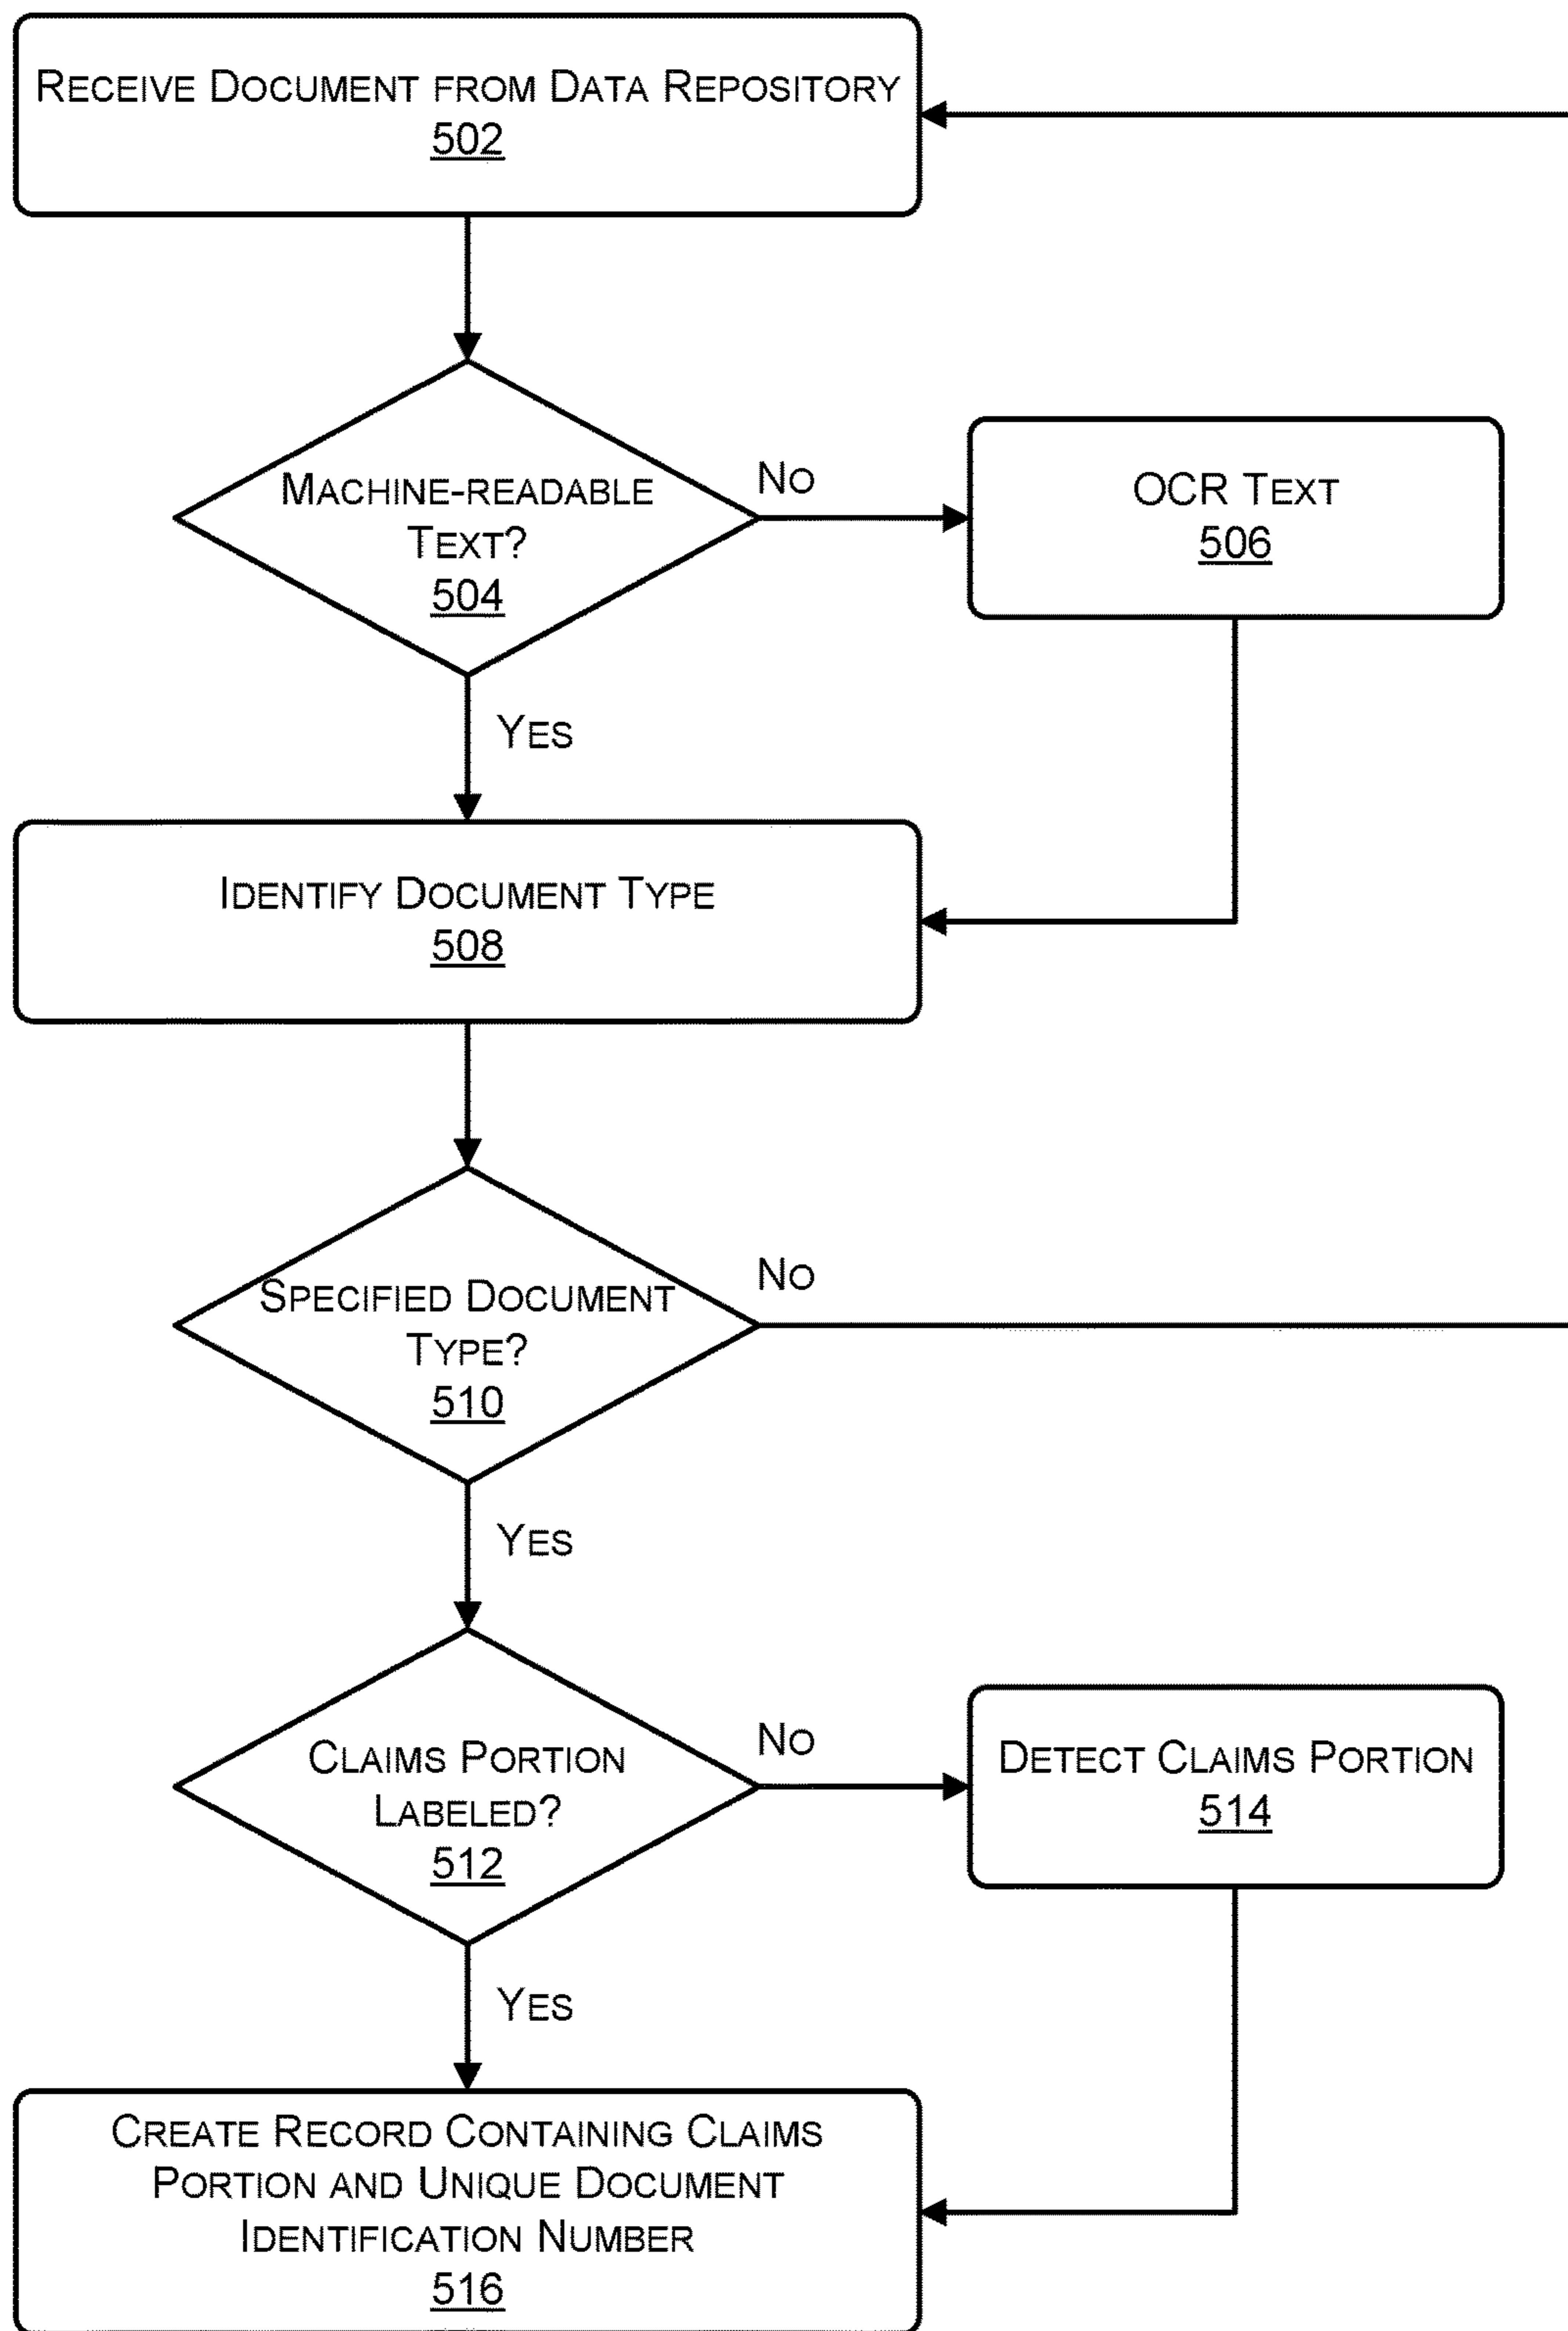 RECEIVE DOCUMENT FROM DATA REPOSITORY
502
MACHINE-READABLE
TEXT?
504
NO
OCR TEXT
506
YES
IDENTIFY DOCUMENT TYPE
508
SPECIFIED DOCUMENT
TYPE?
510
NO
YES
CLAIMS PORTION
LABELED?
512
NO
DETECT CLAIMS PORTION
514
YES
CREATE RECORD CONTAINING CLAIMS
PORTION AND UNIQUE DOCUMENT
IDENTIFICATION NUMBER
516